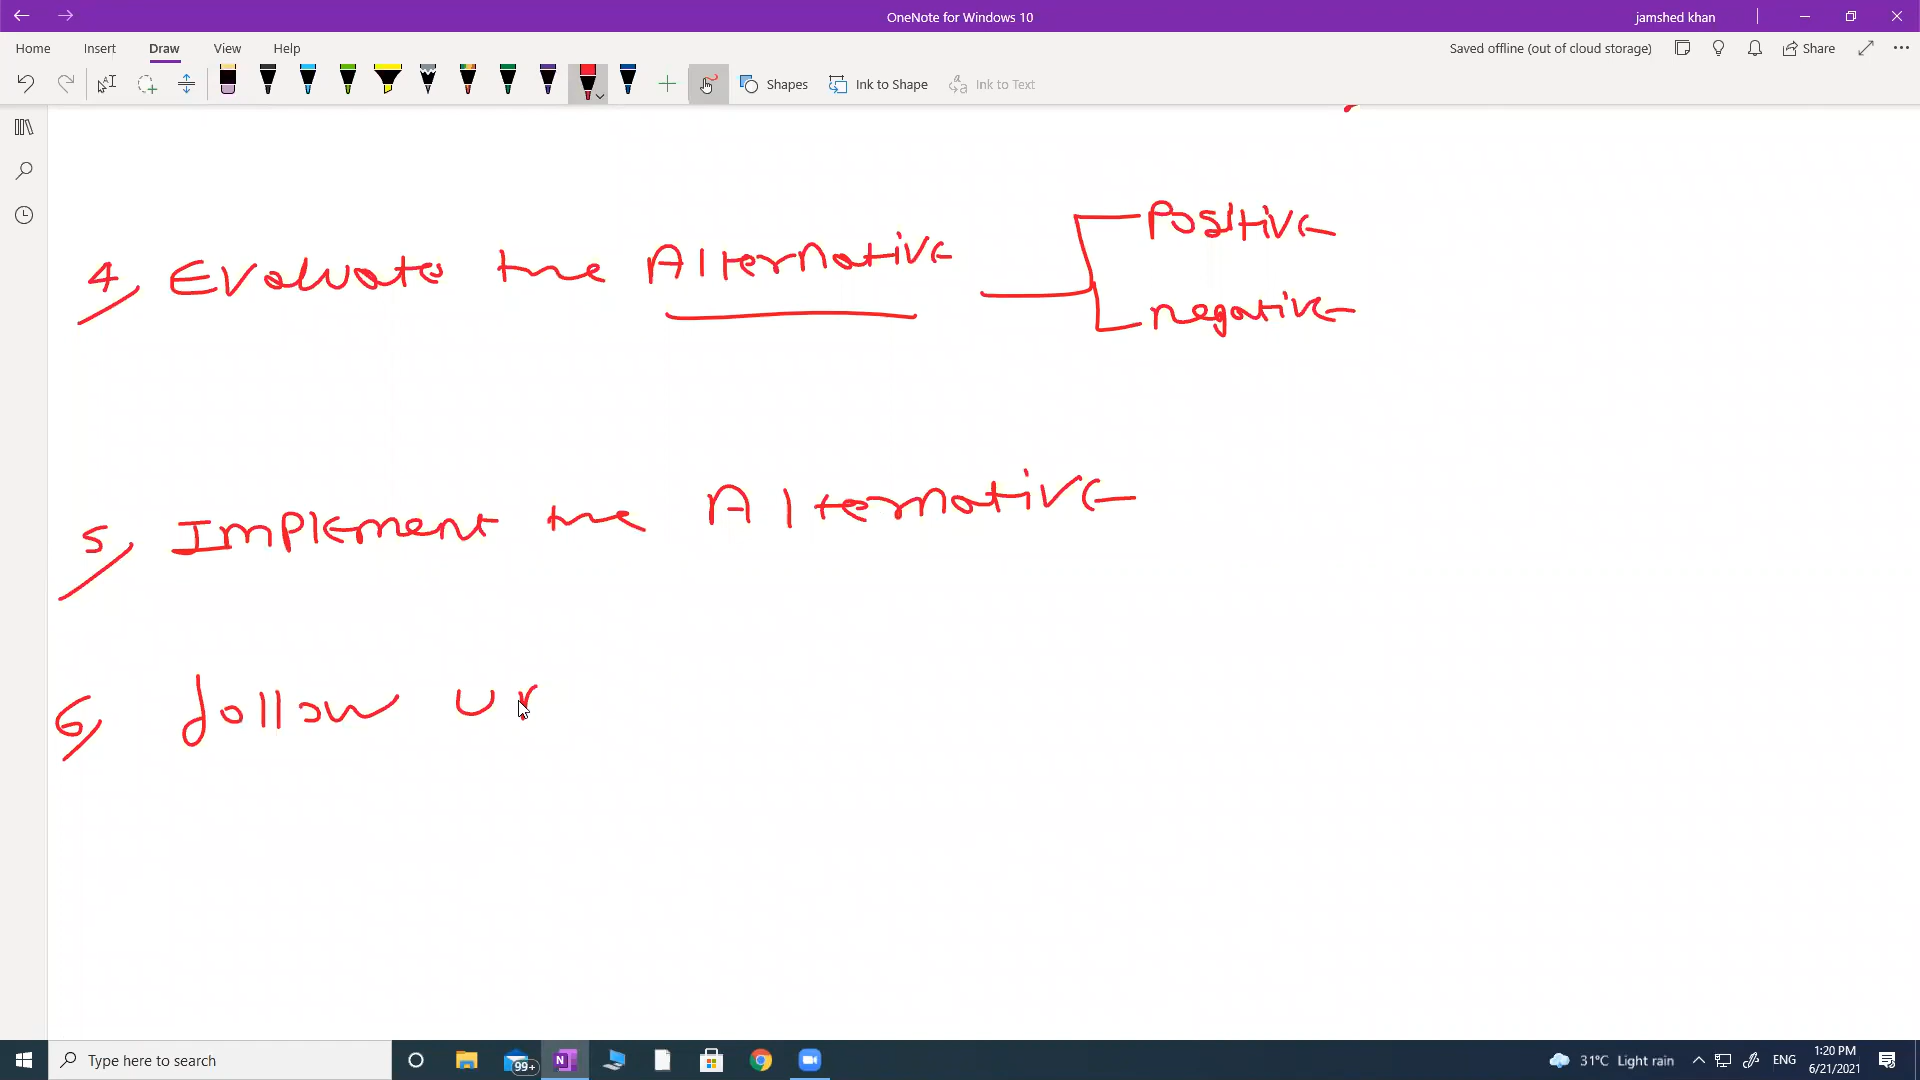 OneNote for Windows 10
jamshed khan
Home Insert Draw View Help
Saved offline (out of cloud storage)
Share
Shapes
Ink to Shape
Ink to Text
Positive
4, Evaluate the Alternative
negative
5, Implement the Alternative
6, follow up
Type here to search
99+
31°C Light rain
ENG
1:20 PM
6/21/2021